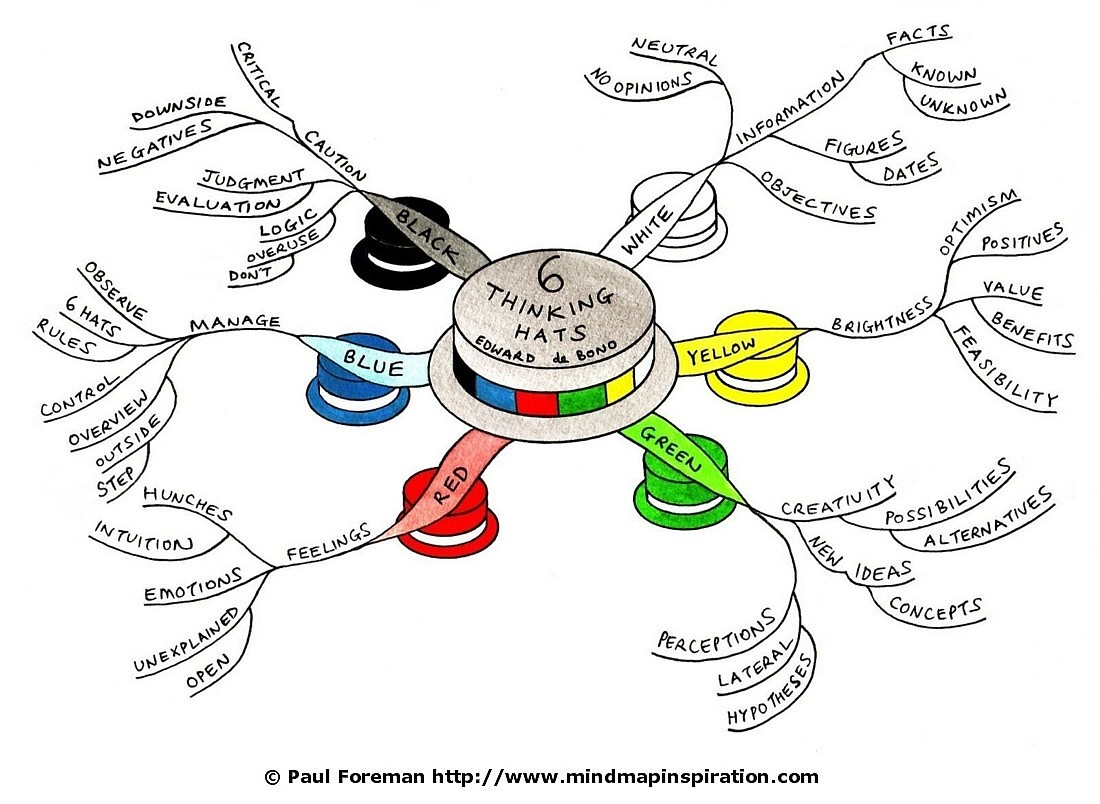 6
THINKING
HATS
EDWARD de BONO
WHITE
NEUTRAL
NO OPINIONS
INFORMATION
FACTS
KNOWN
UNKNOWN
FIGURES
DATES
OBJECTIVES
YELLOW
BRIGHTNESS
OPTIMISM
POSITIVES
VALUE
BENEFITS
FEASIBILITY
GREEN
CREATIVITY
POSSIBILITIES
ALTERNATIVES
NEW IDEAS
CONCEPTS
PERCEPTIONS
LATERAL
HYPOTHESES
RED
FEELINGS
HUNCHES
INTUITION
EMOTIONS
UNEXPLAINED
OPEN
BLUE
MANAGE
OBSERVE
6 HATS
RULES
CONTROL
OVERVIEW
OUTSIDE
STEP
BLACK
CAUTION
CRITICAL
DOWNSIDE
NEGATIVES
JUDGMENT
EVALUATION
LOGIC
OVERUSE
DON'T
© Paul Foreman http://www.mindmapinspiration.com